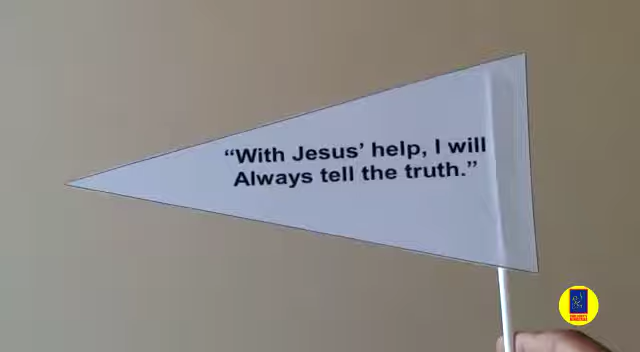 “With Jesus’ help, I will
Always tell the truth.”